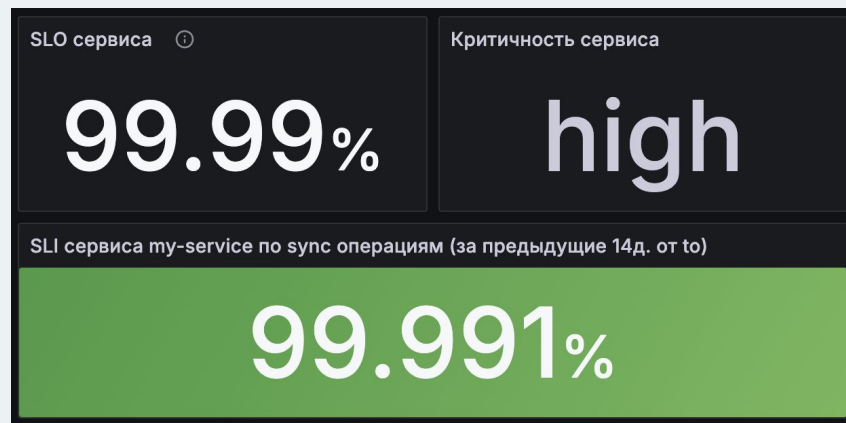 SLO сервиса
99.99%
Критичность сервиса
high
SLI сервиса my-service по sync операциям (за предыдущие 14д. от to)
99.991%